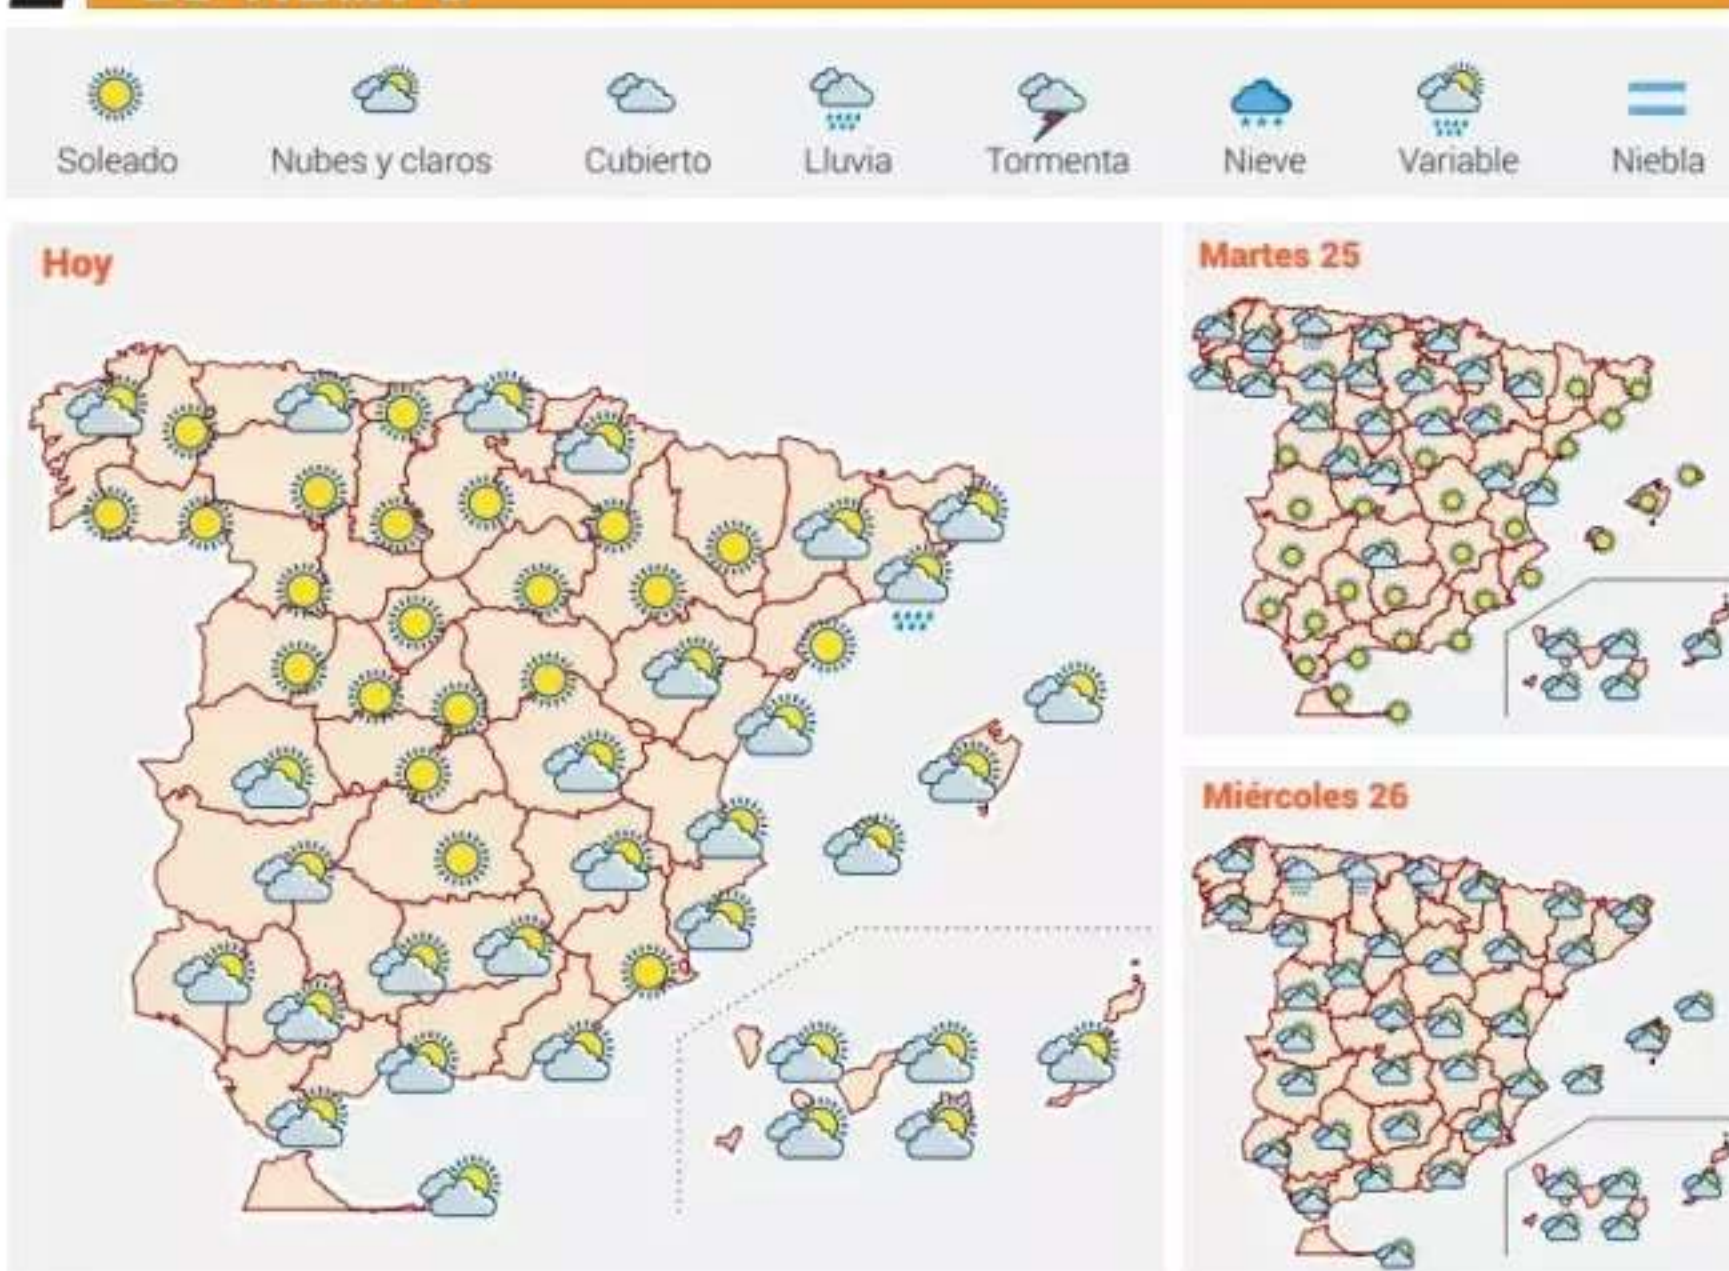 Soleado
Nubes y claros
Cubierto
Lluvia
Tormenta
Nieve
Variable
Niebla
Hoy
Martes 25
Miércoles 26